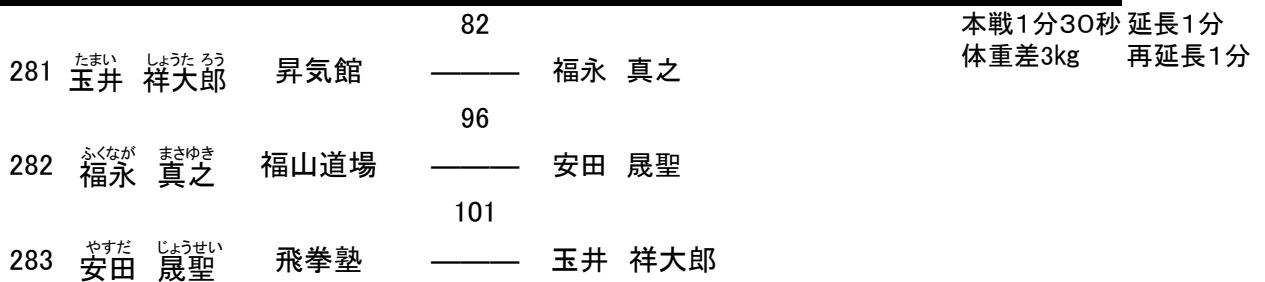 82
本戦1分30秒 延長1分
体重差3kg 再延長1分
たまい しょうたろう
281 玉井 祥大郎 昇気館 ——— 福永 真之
96
ふくなが まさゆき
282 福永 真之 福山道場 ——— 安田 晟聖
101
やすだ じょうせい
283 安田 晟聖 飛拳塾 ——— 玉井 祥大郎